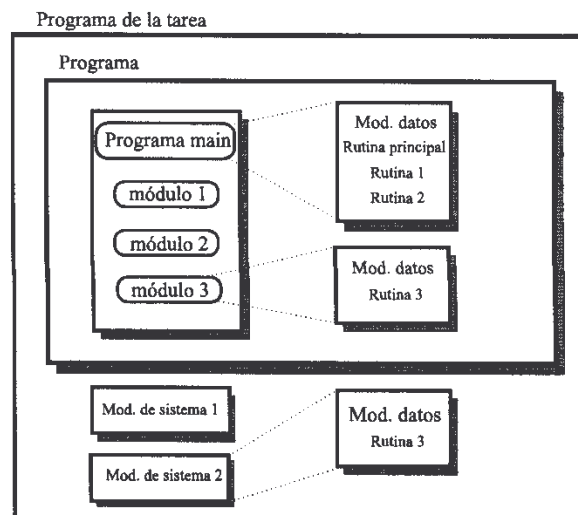 Programa de la tarea
Programa
Programa main
módulo 1
módulo 2
módulo 3
Mod. datos
Rutina principal
Rutina 1
Rutina 2
Mod. datos
Rutina 3
Mod. de sistema 1
Mod. de sistema 2
Mod. datos
Rutina 3